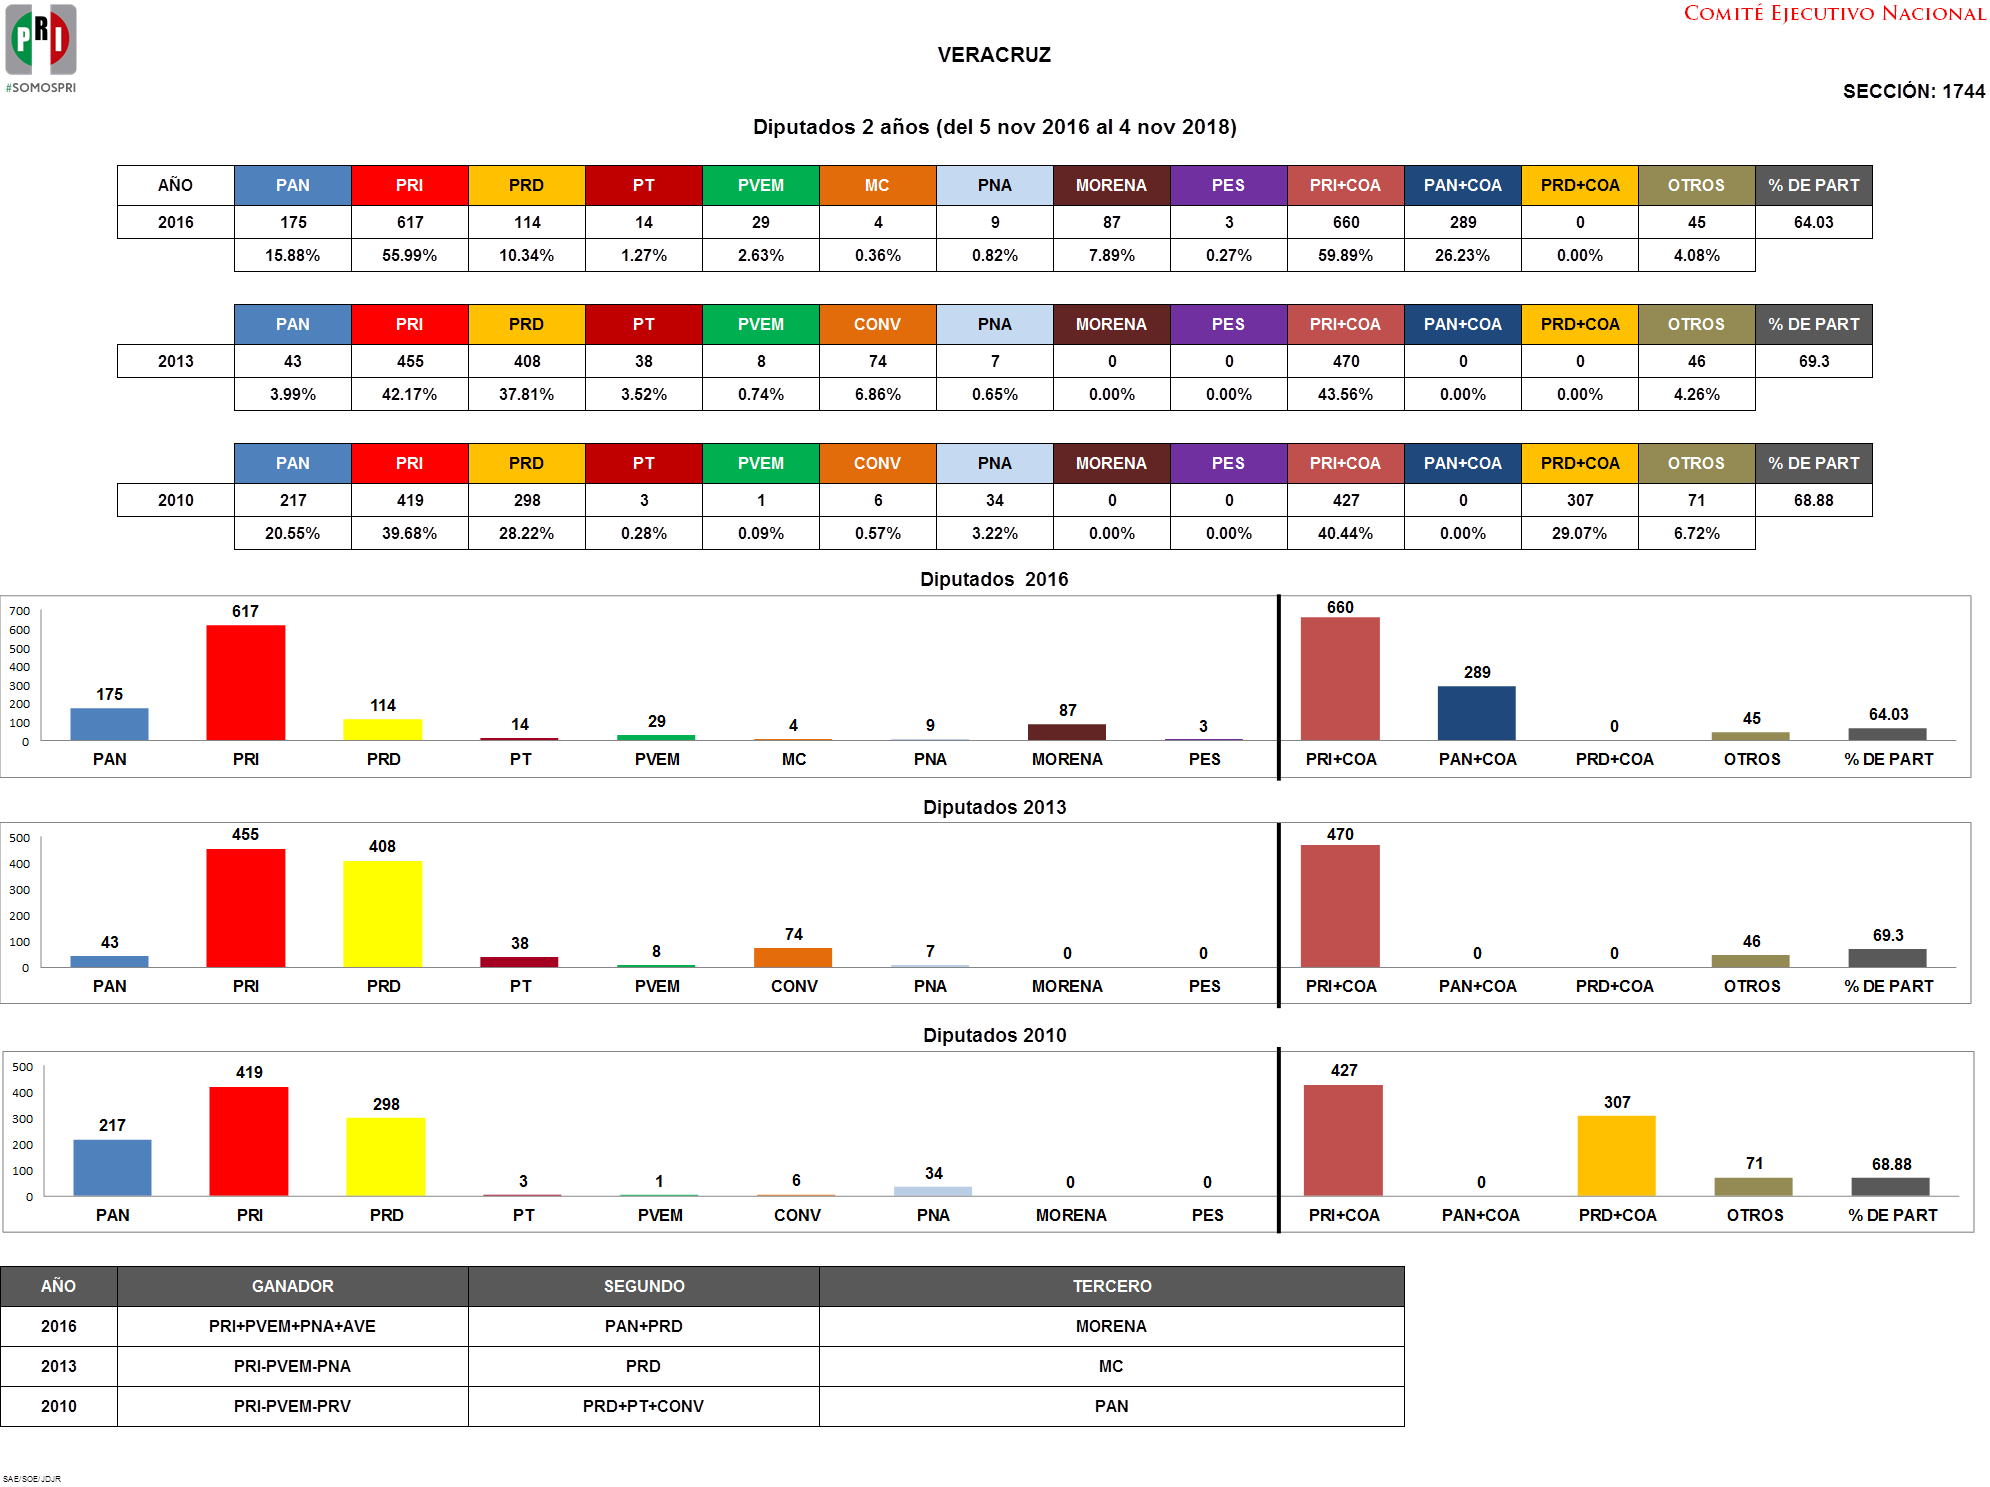 PRI
#SOMOSPRI
COMITÉ EJECUTIVO NACIONAL
VERACRUZ
SECCIÓN: 1744
Diputados 2 años (del 5 nov 2016 al 4 nov 2018)
AÑO PAN PRI PRD PT PVEM MC PNA MORENA PES PRI+COA PAN+COA PRD+COA OTROS % DE PART
2016 175 617 114 14 29 4 9 87 3 660 289 0 45 64.03
15.88% 55.99% 10.34% 1.27% 2.63% 0.36% 0.82% 7.89% 0.27% 59.89% 26.23% 0.00% 4.08%
PAN PRI PRD PT PVEM CONV PNA MORENA PES PRI+COA PAN+COA PRD+COA OTROS % DE PART
2013 43 455 408 38 8 74 7 0 0 470 0 0 46 69.3
3.99% 42.17% 37.81% 3.52% 0.74% 6.86% 0.65% 0.00% 0.00% 43.56% 0.00% 0.00% 4.26%
PAN PRI PRD PT PVEM CONV PNA MORENA PES PRI+COA PAN+COA PRD+COA OTROS % DE PART
2010 217 419 298 3 1 6 34 0 0 427 0 307 71 68.88
20.55% 39.68% 28.22% 0.28% 0.09% 0.57% 3.22% 0.00% 0.00% 40.44% 0.00% 29.07% 6.72%
Diputados 2016
700
600
500
400
300
200
100
0
175 617 114 14 29 4 9 87 3 660 289 0 45 64.03
PAN PRI PRD PT PVEM MC PNA MORENA PES PRI+COA PAN+COA PRD+COA OTROS % DE PART
Diputados 2013
500
400
300
200
100
0
43 455 408 38 8 74 7 0 0 470 0 0 46 69.3
PAN PRI PRD PT PVEM CONV PNA MORENA PES PRI+COA PAN+COA PRD+COA OTROS % DE PART
Diputados 2010
500
400
300
200
100
0
217 419 298 3 1 6 34 0 0 427 0 307 71 68.88
PAN PRI PRD PT PVEM CONV PNA MORENA PES PRI+COA PAN+COA PRD+COA OTROS % DE PART
AÑO GANADOR SEGUNDO TERCERO
2016 PRI+PVEM+PNA+AVE PAN+PRD MORENA
2013 PRI-PVEM-PNA PRD MC
2010 PRI-PVEM-PRV PRD+PT+CONV PAN
SAE/SOE/JDJR